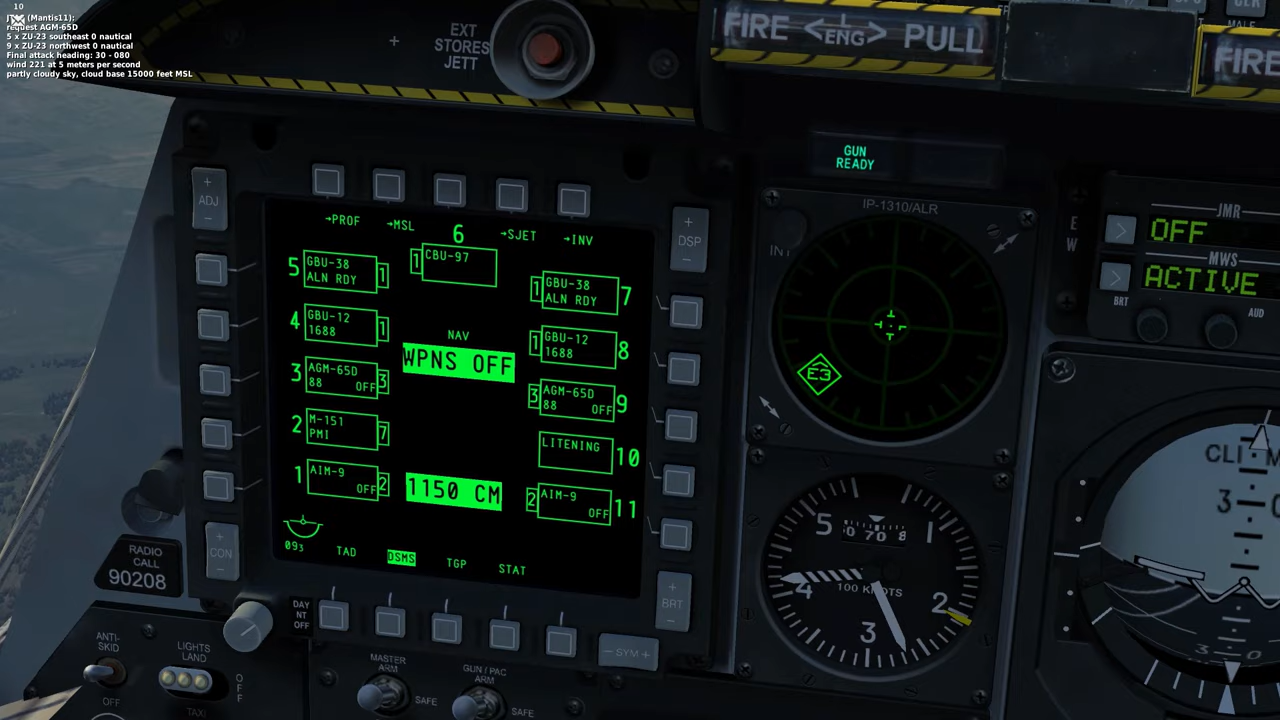 10
(Mantis11):
request AGM-65D
5 x ZU-23 southeast 0 nautical
9 x ZU-23 northwest 0 nautical
Final attack heading: 30 - 080
wind 221 at 5 meters per second
partly cloudy sky, cloud base 15000 feet MSL
EXT
STORES
JETT
FIRE < L ENG > PULL
FIRE
GUN
READY
IP-1310/ALR
INT
E3
E
W
JMR
OFF
MWS
ACTIVE
BRT
AUD
+
ADJ
-
+
DSP
-
→PROF
→MSL
6
→SJET
→INV
5
GBU-38
ALN RDY
1
1
CBU-97
1
GBU-38
ALN RDY
7
4
GBU-12
1688
1
NAV
WPNS OFF
1
GBU-12
1688
8
3
AGM-65D
88 OFF
3
3
AGM-65D
88 OFF
9
2
M-151
PMI
7
LITENING
10
1
AIM-9
OFF
2
1150 CM
2
AIM-9
OFF
11
093
TAD
DSMS
TGP
STAT
+
CON
-
+
BRT
-
DAY
NT
OFF
- SYM +
RADIO
CALL
90208
ANTI-
SKID
OFF
LIGHTS
LAND
TAXI
O
F
F
MASTER
ARM
SAFE
GUN / PAC
ARM
SAFE
5
0 7 0 8
1
4
100 KNOTS
2
3
CLIM
3 0
3 0